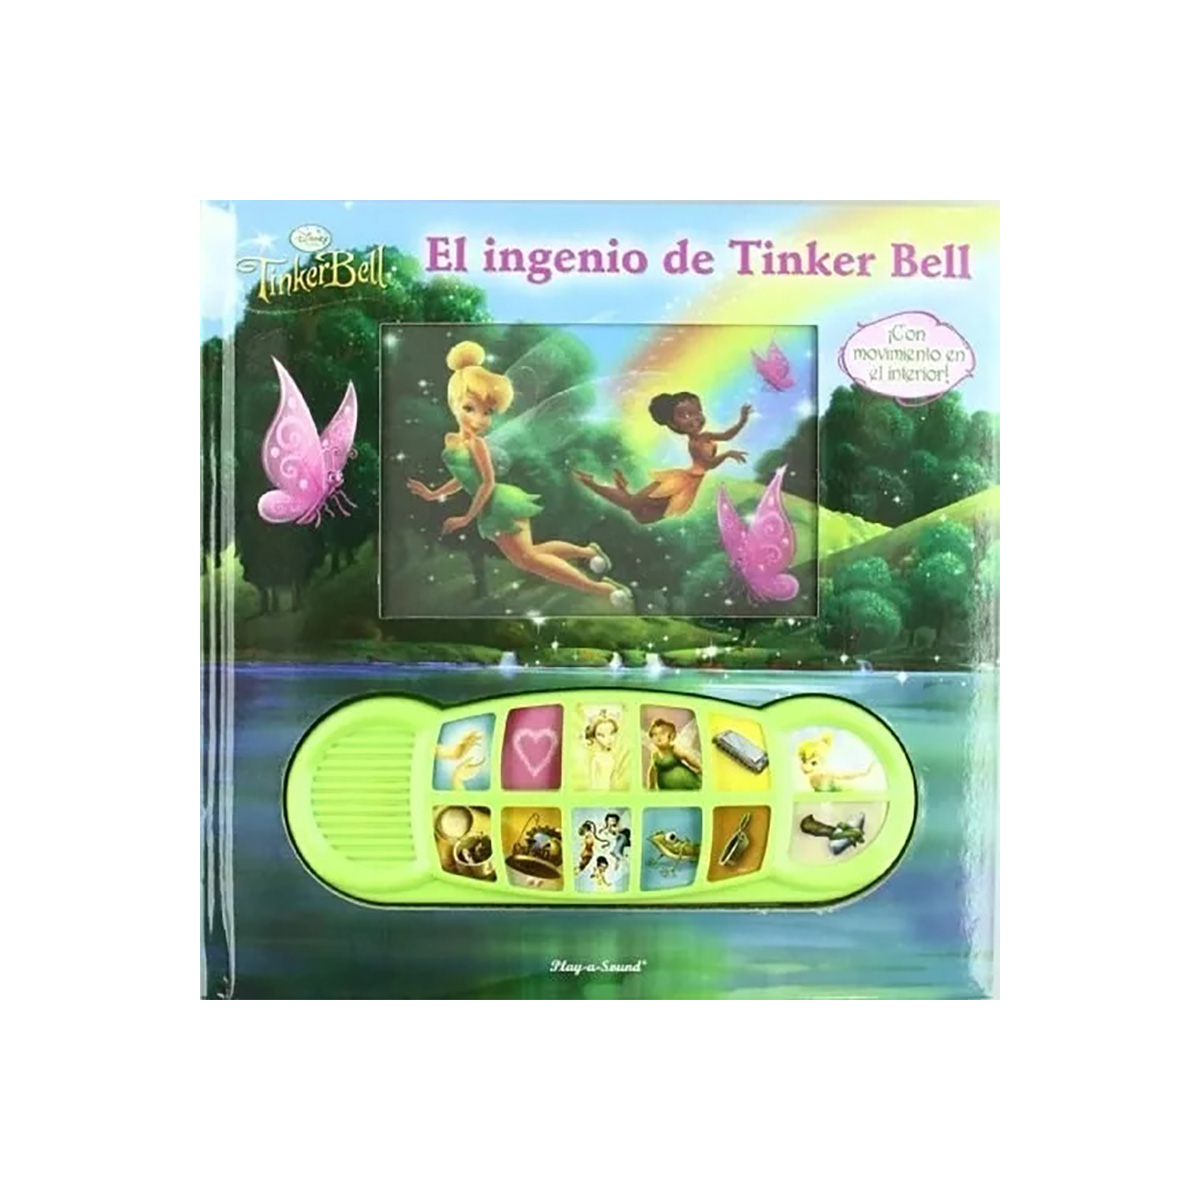 Disney
TinkerBell
El ingenio de Tinker Bell
¡Con
movimiento en
el interior!
Play-a-Sound®